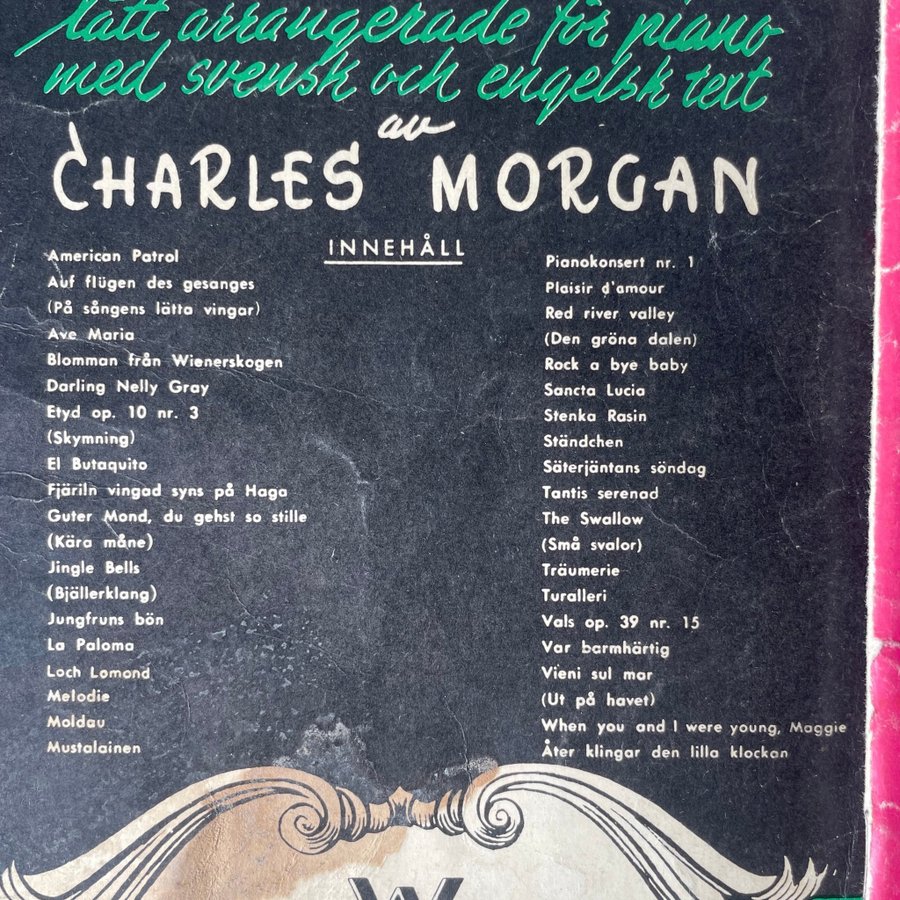 lätt arrangerade för piano
med svensk och engelsk text
av
CHARLES MORGAN
INNEHÅLL
American Patrol
Auf flügen des gesanges
(På sångens lätta vingar)
Ave Maria
Blomman från Wienerskogen
Darling Nelly Gray
Etyd op. 10 nr. 3
(Skymning)
El Butaquito
Fjäriln vingad syns på Haga
Guter Mond, du gehst so stille
(Kära måne)
Jingle Bells
(Bjällerklang)
Jungfruns bön
La Paloma
Loch Lomond
Melodie
Moldau
Mustalainen
Pianokonsert nr. 1
Plaisir d'amour
Red river valley
(Den gröna dalen)
Rock a bye baby
Sancta Lucia
Stenka Rasin
Ständchen
Säterjäntans söndag
Tantis serenad
The Swallow
(Små svalor)
Träumerie
Turalleri
Vals op. 39 nr. 15
Var barmhärtig
Vieni sul mar
(Ut på havet)
When you and I were young, Maggie
Åter klingar den lilla klockan